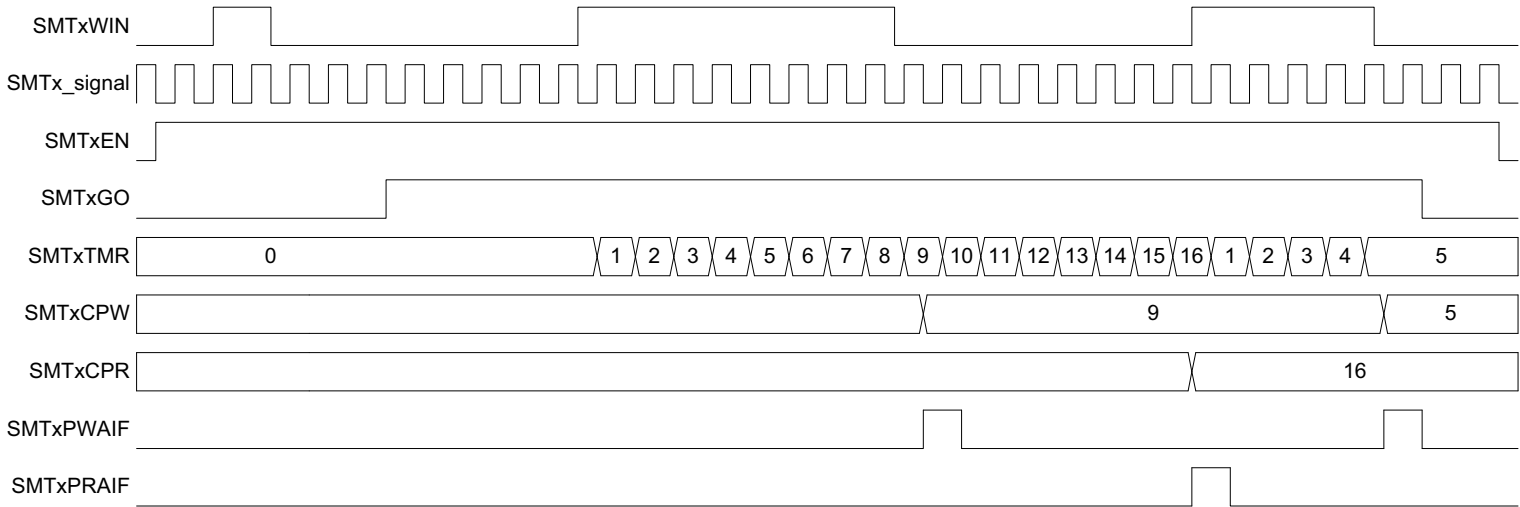 SMTxWIN
SMTx_signal
SMTxEN
SMTxGO
SMTxTMR 0 1 2 3 4 5 6 7 8 9 10 11 12 13 14 15 16 1 2 3 4 5
SMTxCPW 9 5
SMTxCPR 16
SMTxPWAIF
SMTxPRAIF